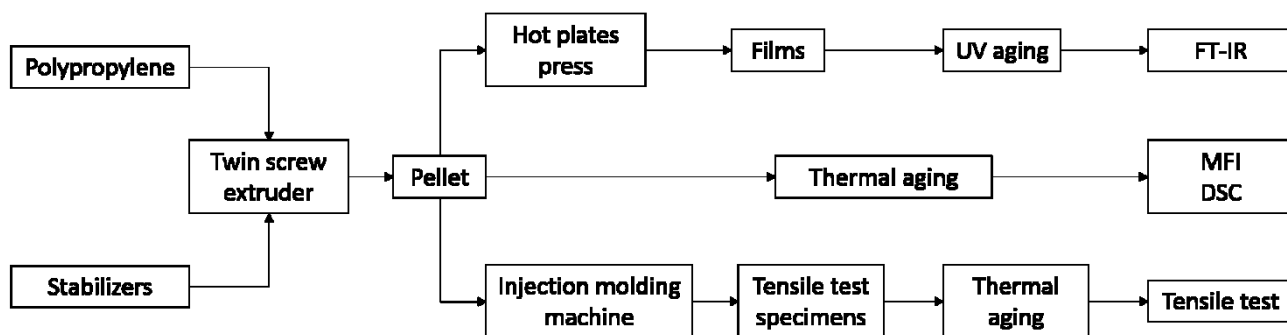 Polypropylene
Stabilizers
Twin screw
extruder
Pellet
Hot plates
press
Films
UV aging
FT-IR
Thermal aging
MFI
DSC
Injection molding
machine
Tensile test
specimens
Thermal
aging
Tensile test